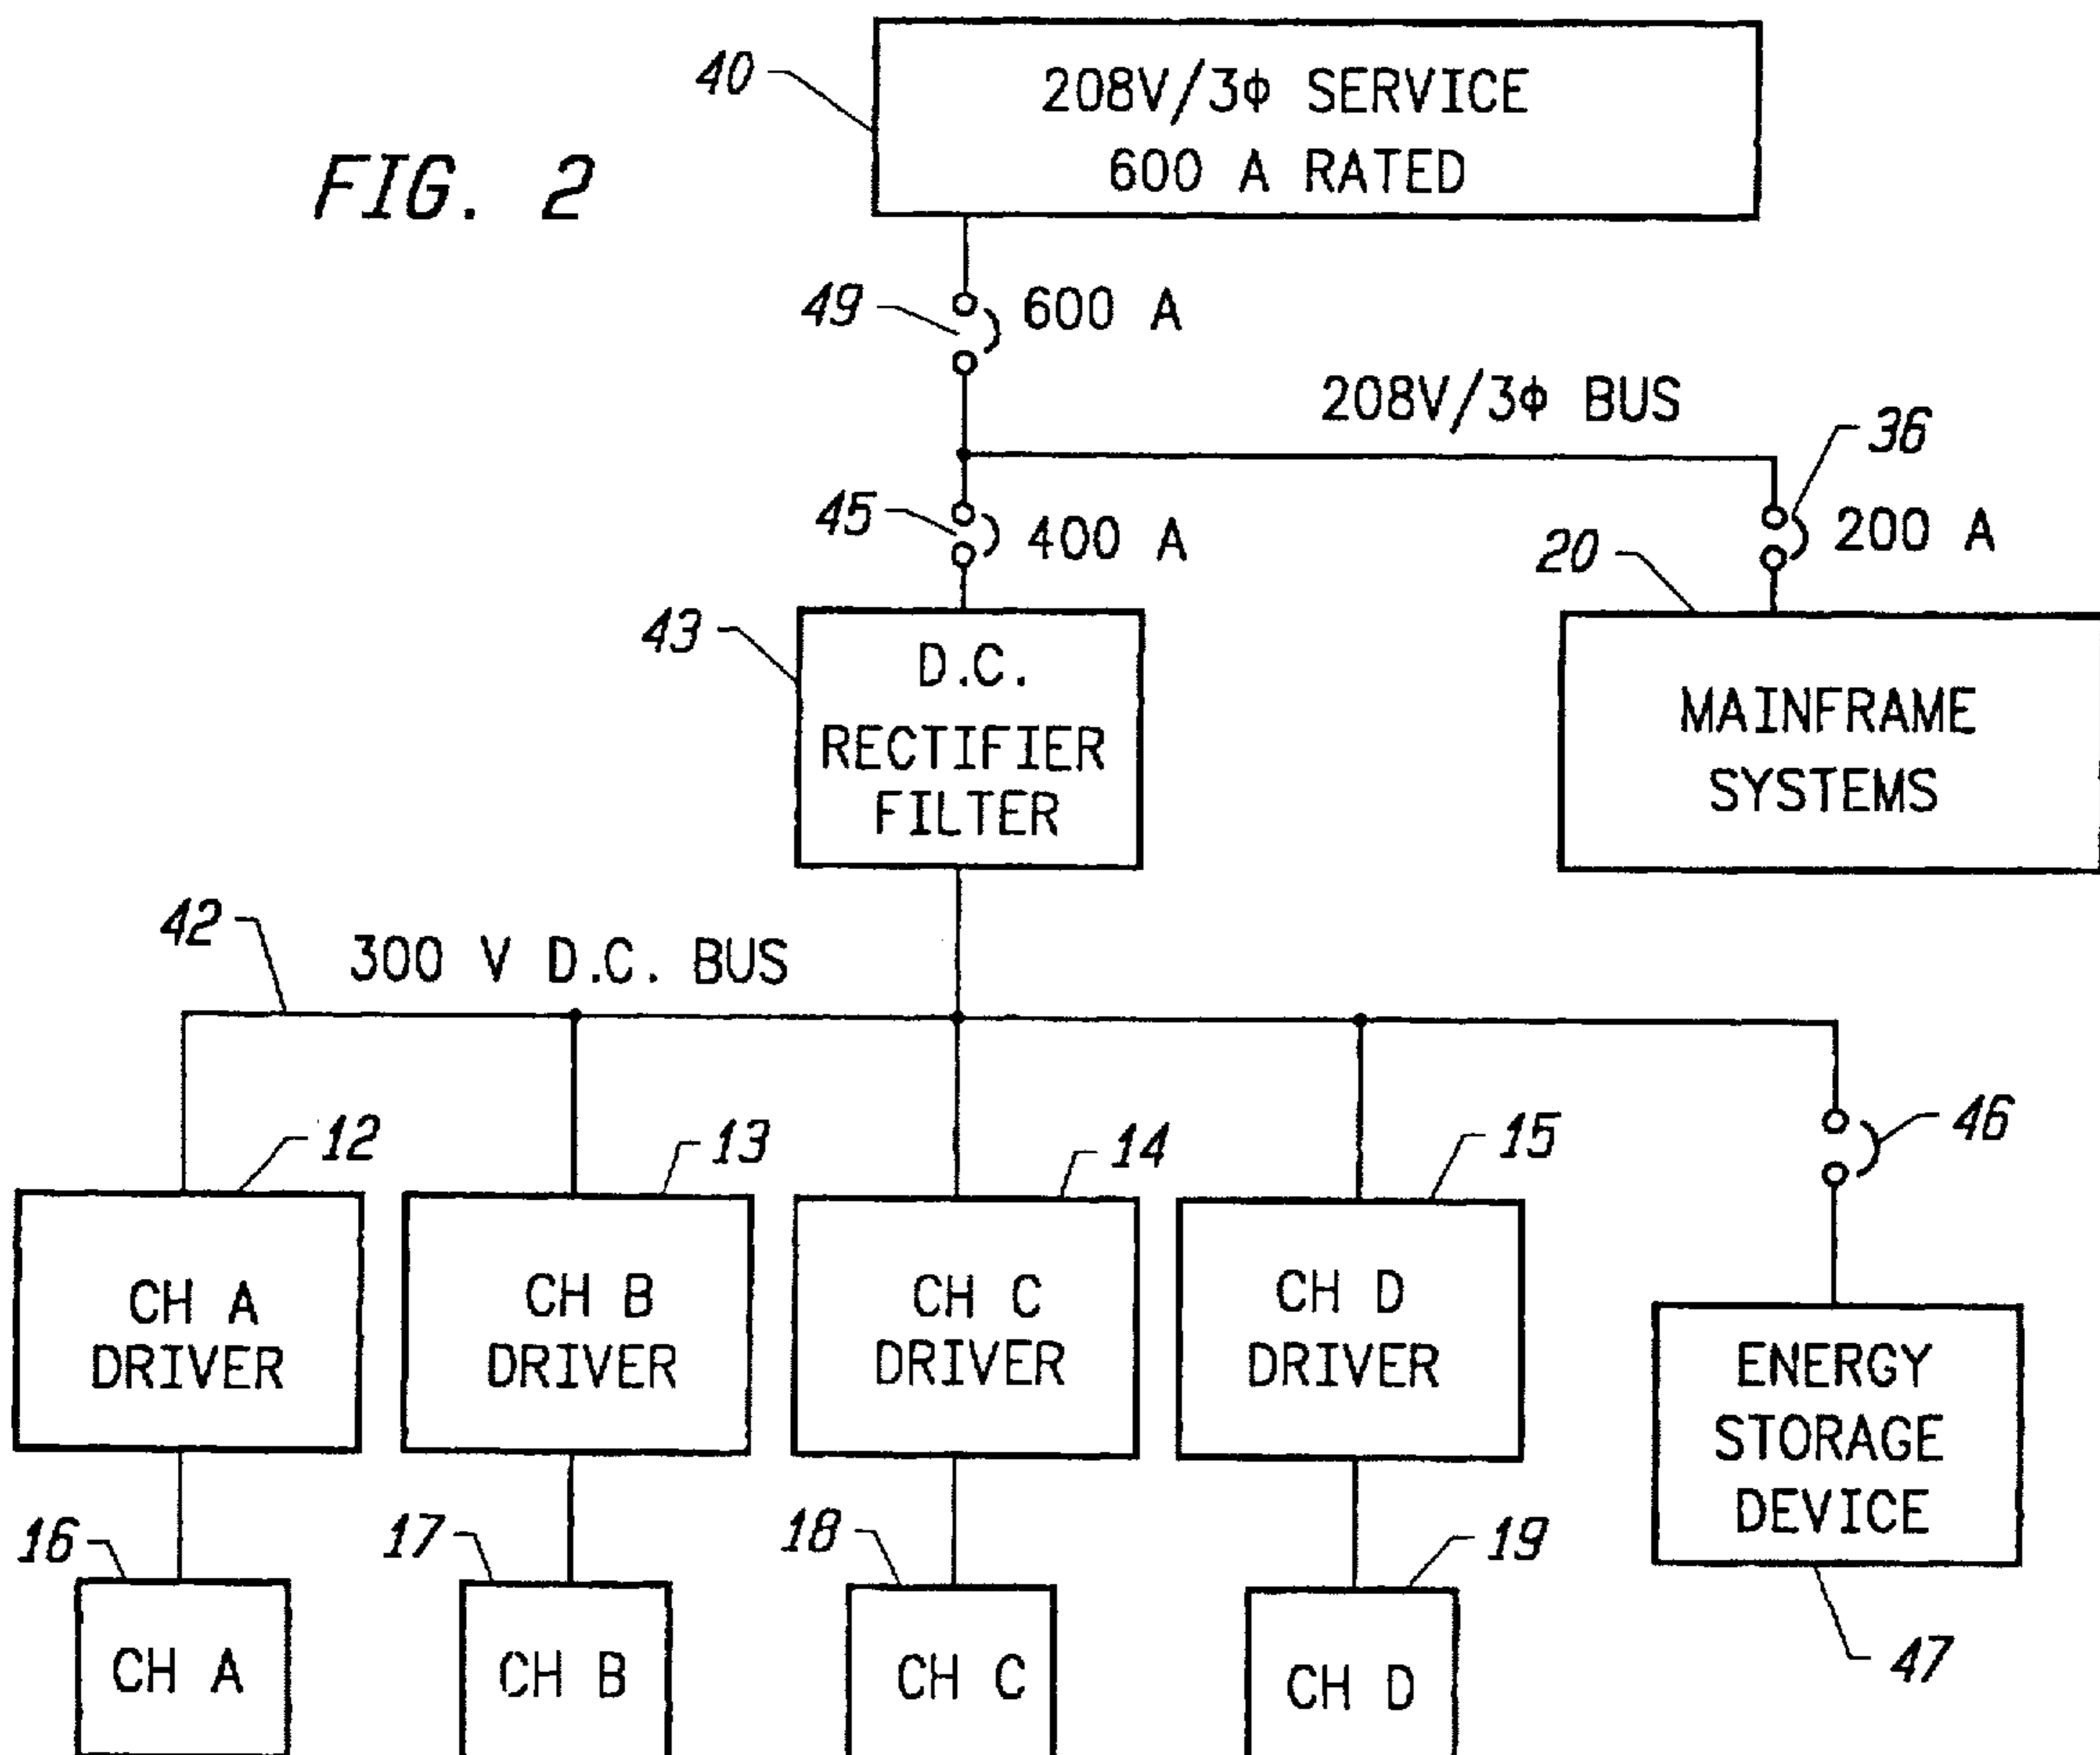 FIG. 2
40
208V/3Φ SERVICE
600 A RATED
49
600 A
208V/3Φ BUS
36
45
400 A
20
200 A
43
D.C.
RECTIFIER
FILTER
MAINFRAME
SYSTEMS
42
300 V D.C. BUS
12
13
14
15
46
CH A
DRIVER
CH B
DRIVER
CH C
DRIVER
CH D
DRIVER
ENERGY
STORAGE
DEVICE
16
17
18
19
47
CH A
CH B
CH C
CH D